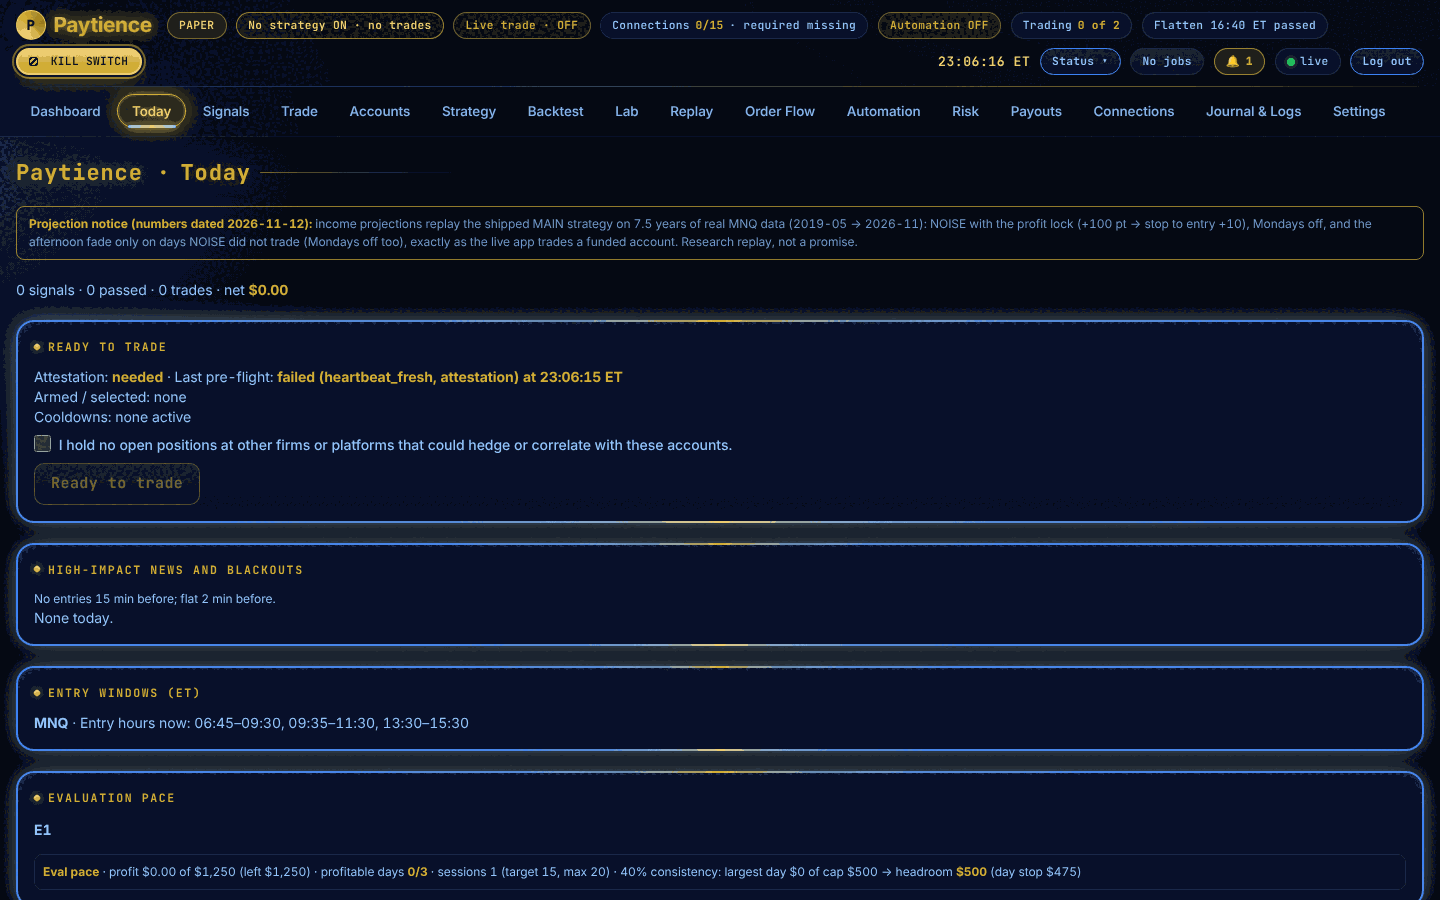 P Paytience PAPER No strategy ON · no trades Live trade · OFF Connections 0/15 · required missing Automation OFF Trading 0 of 2 Flatten 16:40 ET passed
KILL SWITCH 23:06:16 ET Status No jobs 1 live Log out
Dashboard Today Signals Trade Accounts Strategy Backtest Lab Replay Order Flow Automation Risk Payouts Connections Journal & Logs Settings
Paytience · Today
Projection notice (numbers dated 2026-11-12): income projections replay the shipped MAIN strategy on 7.5 years of real MNQ data (2019-05 → 2026-11): NOISE with the profit lock (+100 pt → stop to entry +10), Mondays off, and the
afternoon fade only on days NOISE did not trade (Mondays off too), exactly as the live app trades a funded account. Research replay, not a promise.
0 signals · 0 passed · 0 trades · net $0.00
READY TO TRADE
Attestation: needed · Last pre-flight: failed (heartbeat_fresh, attestation) at 23:06:15 ET
Armed / selected: none
Cooldowns: none active
I hold no open positions at other firms or platforms that could hedge or correlate with these accounts.
Ready to trade
HIGH-IMPACT NEWS AND BLACKOUTS
No entries 15 min before; flat 2 min before.
None today.
ENTRY WINDOWS (ET)
MNQ · Entry hours now: 06:45–09:30, 09:35–11:30, 13:30–15:30
EVALUATION PACE
E1
Eval pace · profit $0.00 of $1,250 (left $1,250) · profitable days 0/3 · sessions 1 (target 15, max 20) · 40% consistency: largest day $0 of cap $500 → headroom $500 (day stop $475)